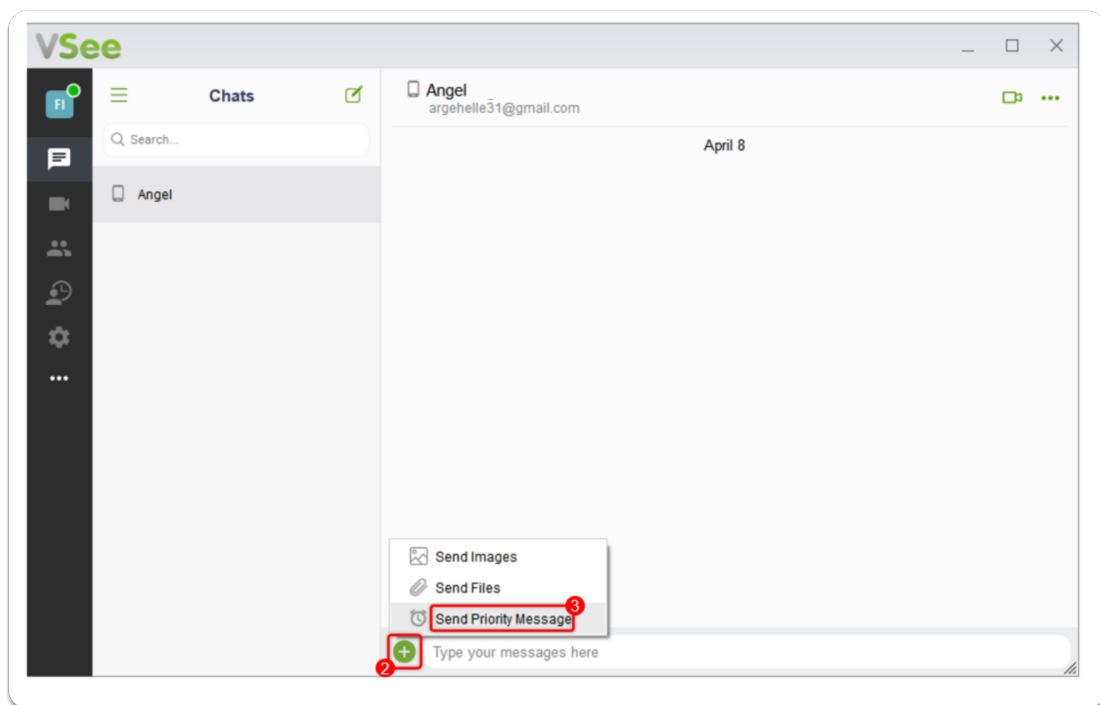 VSee
FI
Chats
Search...
Angel
Angel
argehelle31@gmail.com
April 8
Send Images
Send Files
3
Send Priority Message
2
Type your messages here